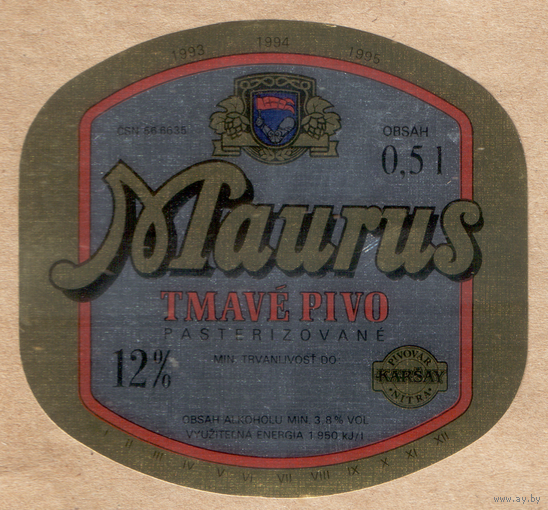 1993 1994 1995
ČSN 56 6635
OBSAH
0,5 l
Maurus
TMAVÉ PIVO
PASTERIZOVANÉ
12%
MIN. TRVANLIVOSŤ DO
PIVOVAR
KARŠAY
NITRA
OBSAH ALKOHOLU MIN. 3,8 % VOL
VYUŽITEĽNÁ ENERGIA 1 950 kJ/l
I II III IV V VI VII VIII IX X XI XII
www.ay.by